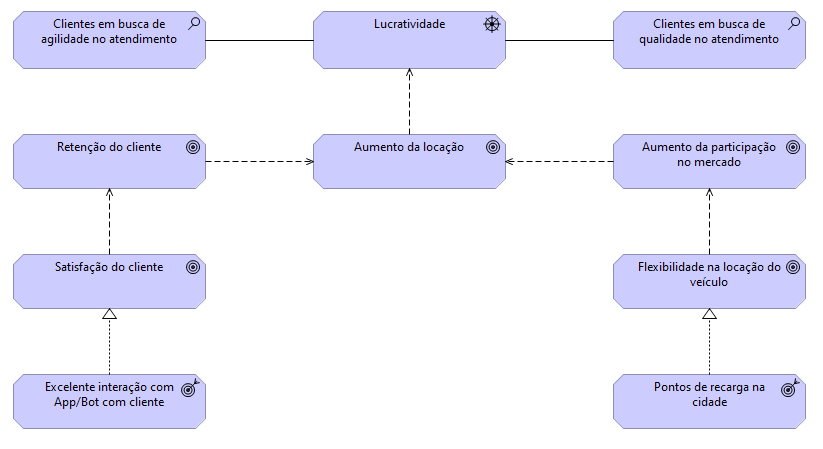 Clientes em busca de
agilidade no atendimento
Lucratividade
Clientes em busca de
qualidade no atendimento
Retenção do cliente
Aumento da locação
Aumento da participação
no mercado
Satisfação do cliente
Flexibilidade na locação do
veículo
Excelente interação com
App/Bot com cliente
Pontos de recarga na
cidade